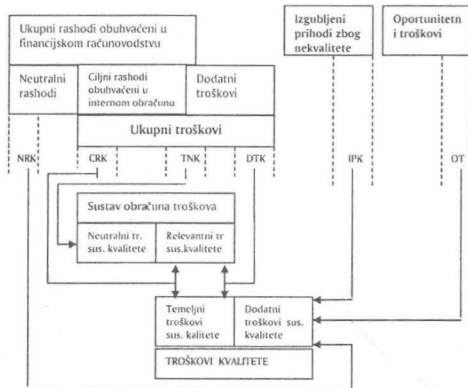 Ukupni rashodi obuhvaćeni u
financijskom računovodstvu
Izgubljeni
prihodi zbog
nekvalitete
Oportunitetn
i troškovi
Neutralni
rashodi
Ciljni rashodi
obuhvaćeni u
internom obračunu
Dodatni
troškovi
Ukupni troškovi
NRK
CRK
TNK
DTK
IPK
OT
Sustav obračuna troškova
Neutralni tr.
sus. kvalitete
Relevantni tr
sus.kvalitete
Temeljni
troškovi
sus. kalitete
Dodatni
troškovi sus.
kvalitete
TROŠKOVI KVALITETE